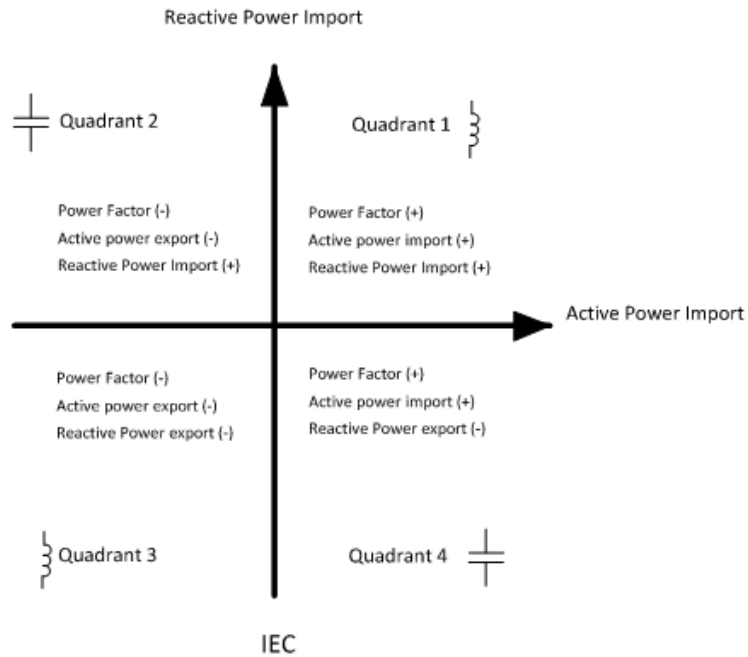 Reactive Power Import
Quadrant 2
Quadrant 1
Power Factor (-)
Active power export (-)
Reactive Power Import (+)
Power Factor (+)
Active power import (+)
Reactive Power Import (+)
Active Power Import
Power Factor (-)
Active power export (-)
Reactive Power export (-)
Power Factor (+)
Active power import (+)
Reactive Power export (-)
Quadrant 3
Quadrant 4
IEC